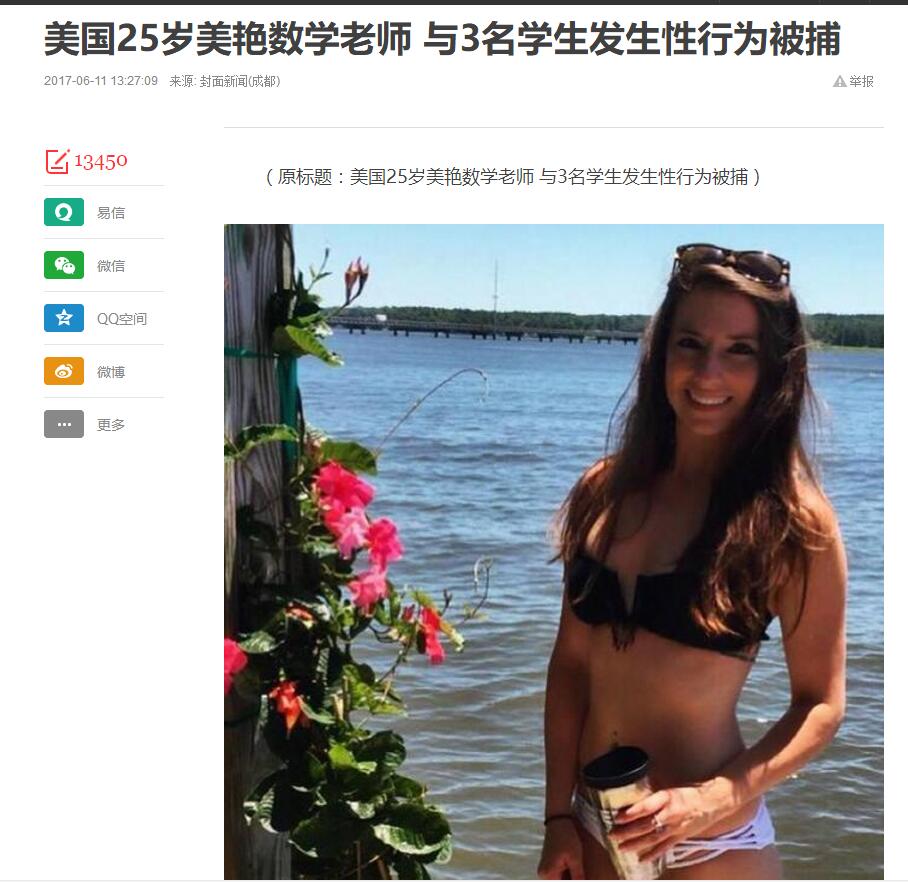 美国25岁美艳数学老师 与3名学生发生性行为被捕
2017-06-11 13:27:09 来源: 封面新闻(成都)
举报
13450
（原标题：美国25岁美艳数学老师 与3名学生发生性行为被捕）
易信
微信
QQ空间
微博
更多